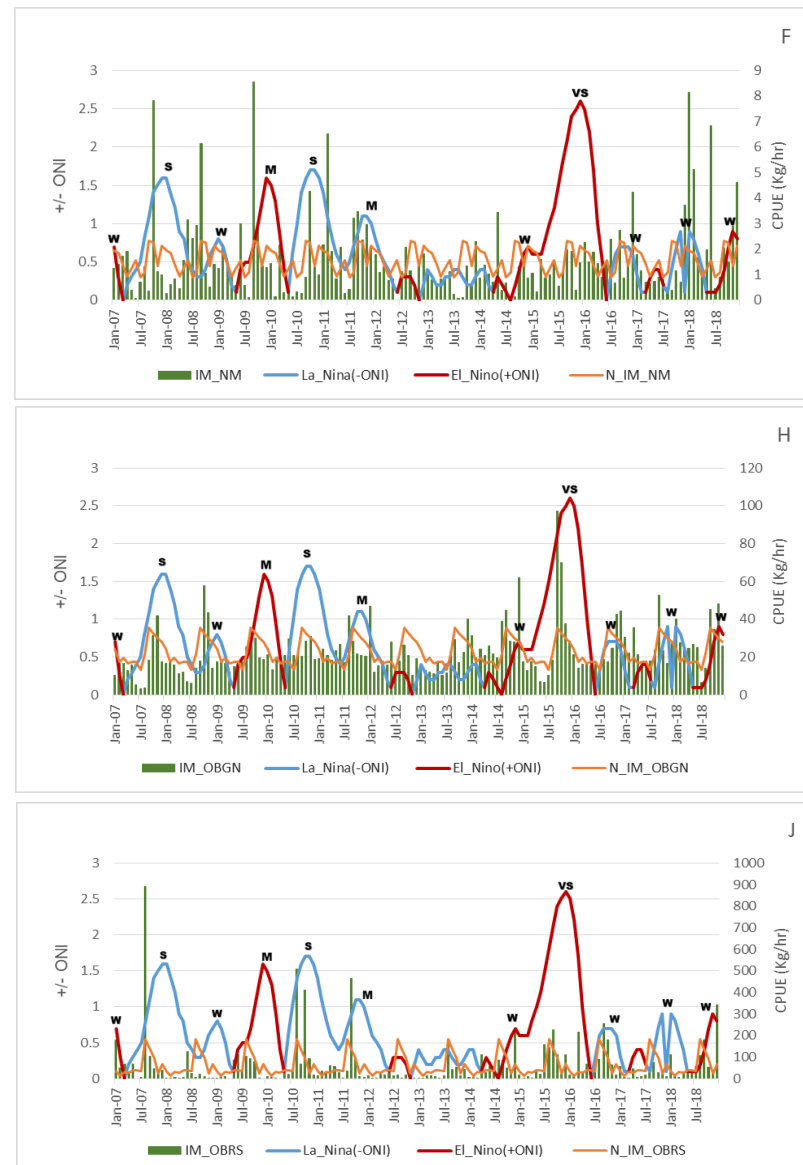 F
3 9
8
2.5 VS
7
2 6
S S
M 5
1.5
4
M
1 W W W W 3
W W
2
0.5
1
0 0
+/- ONI
CPUE (Kg/hr)
Jan-07 Jul-07 Jan-08 Jul-08 Jan-09 Jul-09 Jan-10 Jul-10 Jan-11 Jul-11 Jan-12 Jul-12 Jan-13 Jul-13 Jan-14 Jul-14 Jan-15 Jul-15 Jan-16 Jul-16 Jan-17 Jul-17 Jan-18 Jul-18
IM_NM La_Nina(-ONI) El_Nino(+ONI) N_IM_NM
H
3 120
VS
2.5 100
2 80
S M S
1.5 60
M
1 W W W W W W 40
0.5 20
0 0
+/- ONI
CPUE (Kg/hr)
Jan-07 Jul-07 Jan-08 Jul-08 Jan-09 Jul-09 Jan-10 Jul-10 Jan-11 Jul-11 Jan-12 Jul-12 Jan-13 Jul-13 Jan-14 Jul-14 Jan-15 Jul-15 Jan-16 Jul-16 Jan-17 Jul-17 Jan-18 Jul-18
IM_OBGN La_Nina(-ONI) El_Nino(+ONI) N_IM_OBGN
J
3 1000
900
2.5 VS
800
2 700
S M S 600
1.5
500
M
1 W W W W W W 400
300
0.5 200
100
0 0
+/- ONI
CPUE (Kg/hr)
Jan-07 Jul-07 Jan-08 Jul-08 Jan-09 Jul-09 Jan-10 Jul-10 Jan-11 Jul-11 Jan-12 Jul-12 Jan-13 Jul-13 Jan-14 Jul-14 Jan-15 Jul-15 Jan-16 Jul-16 Jan-17 Jul-17 Jan-18 Jul-18
IM_OBRS La_Nina(-ONI) El_Nino(+ONI) N_IM_OBRS